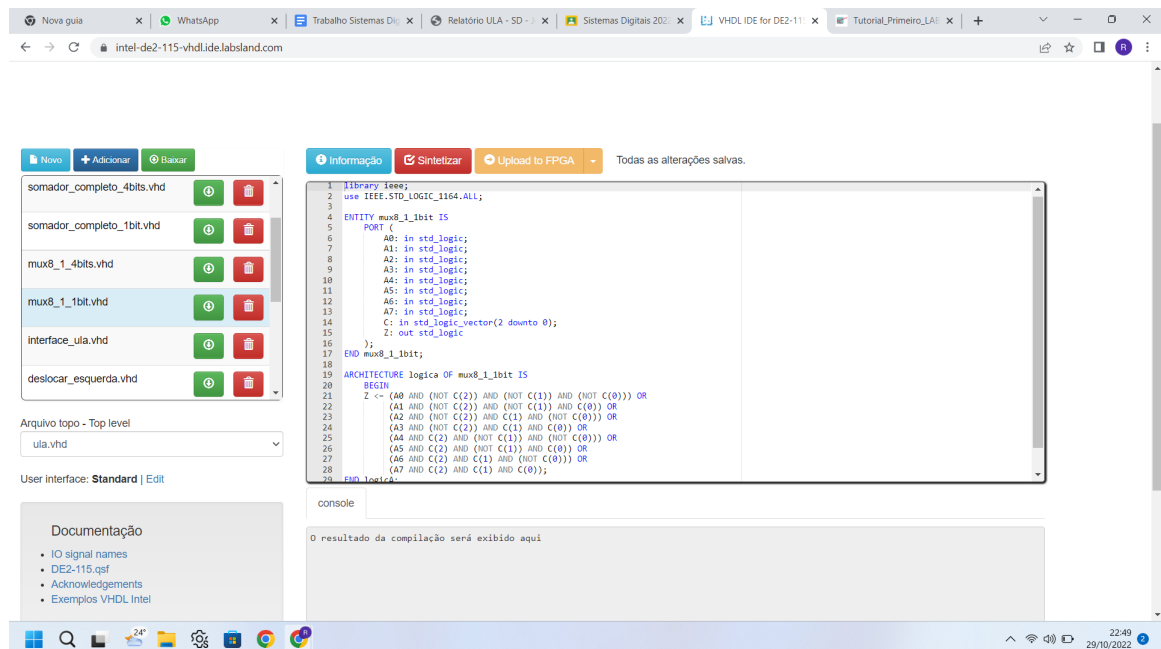 Nova guia
WhatsApp
Trabalho Sistemas Dig
Relatório ULA - SD - 
Sistemas Digitais 202
VHDL IDE for DE2-11
Tutorial_Primeiro_LAB
intel-de2-115-vhdl.ide.labsland.com
R
Novo
Adicionar
Baixar
Informação
Sintetizar
Upload to FPGA
Todas as alterações salvas.
somador_completo_4bits.vhd
somador_completo_1bit.vhd
mux8_1_4bits.vhd
mux8_1_1bit.vhd
interface_ula.vhd
deslocar_esquerda.vhd
Arquivo topo - Top level
ula.vhd
User interface: Standard | Edit
Documentação
IO signal names
DE2-115.qsf
Acknowledgements
Exemplos VHDL Intel
1 library ieee;
2 use IEEE.STD_LOGIC_1164.ALL;
3
4 ENTITY mux8_1_1bit IS
5 PORT (
6 A0: in std_logic;
7 A1: in std_logic;
8 A2: in std_logic;
9 A3: in std_logic;
10 A4: in std_logic;
11 A5: in std_logic;
12 A6: in std_logic;
13 A7: in std_logic;
14 C: in std_logic_vector(2 downto 0);
15 Z: out std_logic
16 );
17 END mux8_1_1bit;
18
19 ARCHITECTURE logica OF mux8_1_1bit IS
20 BEGIN
21 Z <= (A0 AND (NOT C(2)) AND (NOT C(1)) AND (NOT C(0))) OR
22 (A1 AND (NOT C(2)) AND (NOT C(1)) AND C(0)) OR
23 (A2 AND (NOT C(2)) AND C(1) AND (NOT C(0))) OR
24 (A3 AND (NOT C(2)) AND C(1) AND C(0)) OR
25 (A4 AND C(2) AND (NOT C(1)) AND (NOT C(0))) OR
26 (A5 AND C(2) AND (NOT C(1)) AND C(0)) OR
27 (A6 AND C(2) AND C(1) AND (NOT C(0))) OR
28 (A7 AND C(2) AND C(1) AND C(0));
29 END logicA;
console
O resultado da compilação será exibido aqui
24°
R
22:49
29/10/2022
2